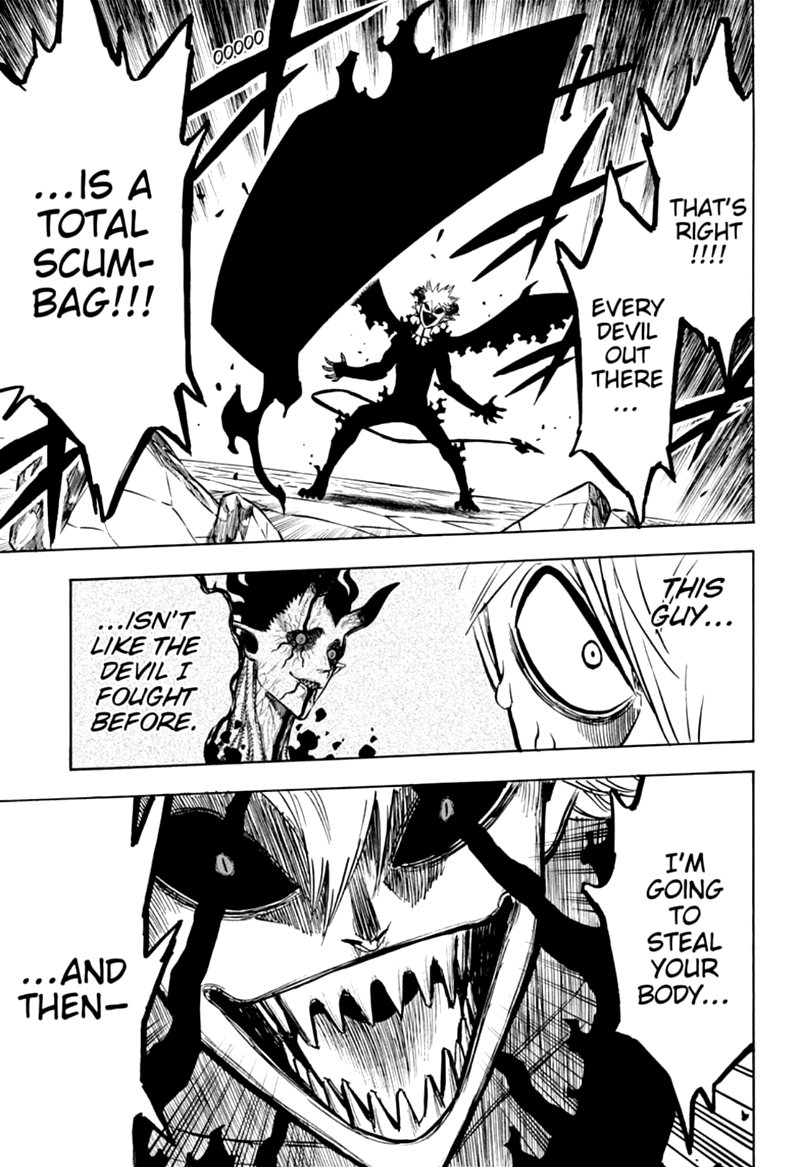 THAT'S
RIGHT
!!!!
EVERY
DEVIL
OUT
THERE
...
...IS A
TOTAL
SCUM-
BAG!!!
OOOOO
THIS
GUY...
...ISN'T
LIKE THE
DEVIL I
FOUGHT
BEFORE.
I'M
GOING
TO
STEAL
YOUR
BODY...
...AND
THEN-